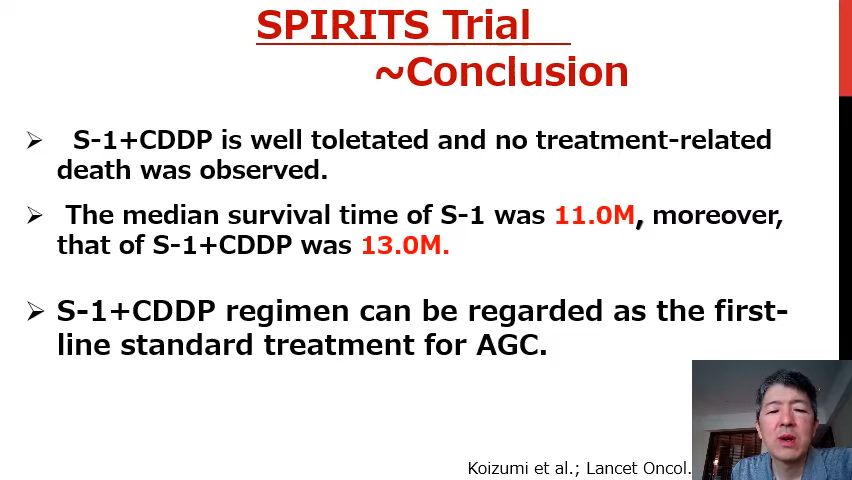 SPIRITS Trial
~Conclusion
S-1+CDDP is well toletated and no treatment-related
death was observed.
The median survival time of S-1 was 11.0M, moreover,
that of S-1+CDDP was 13.0M.
S-1+CDDP regimen can be regarded as the first-
line standard treatment for AGC.
Koizumi et al.; Lancet Oncol.